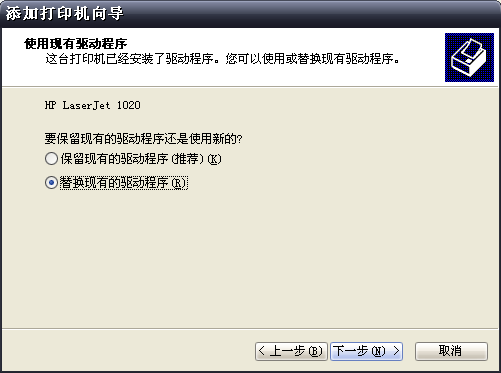 添加打印机向导
使用现有驱动程序
这台打印机已经安装了驱动程序。您可以使用或替换现有驱动程序。
HP LaserJet 1020
要保留现有的驱动程序还是使用新的?
保留现有的驱动程序(推荐)(K)
替换现有的驱动程序(R)
< 上一步(B) 下一步(N) > 取消